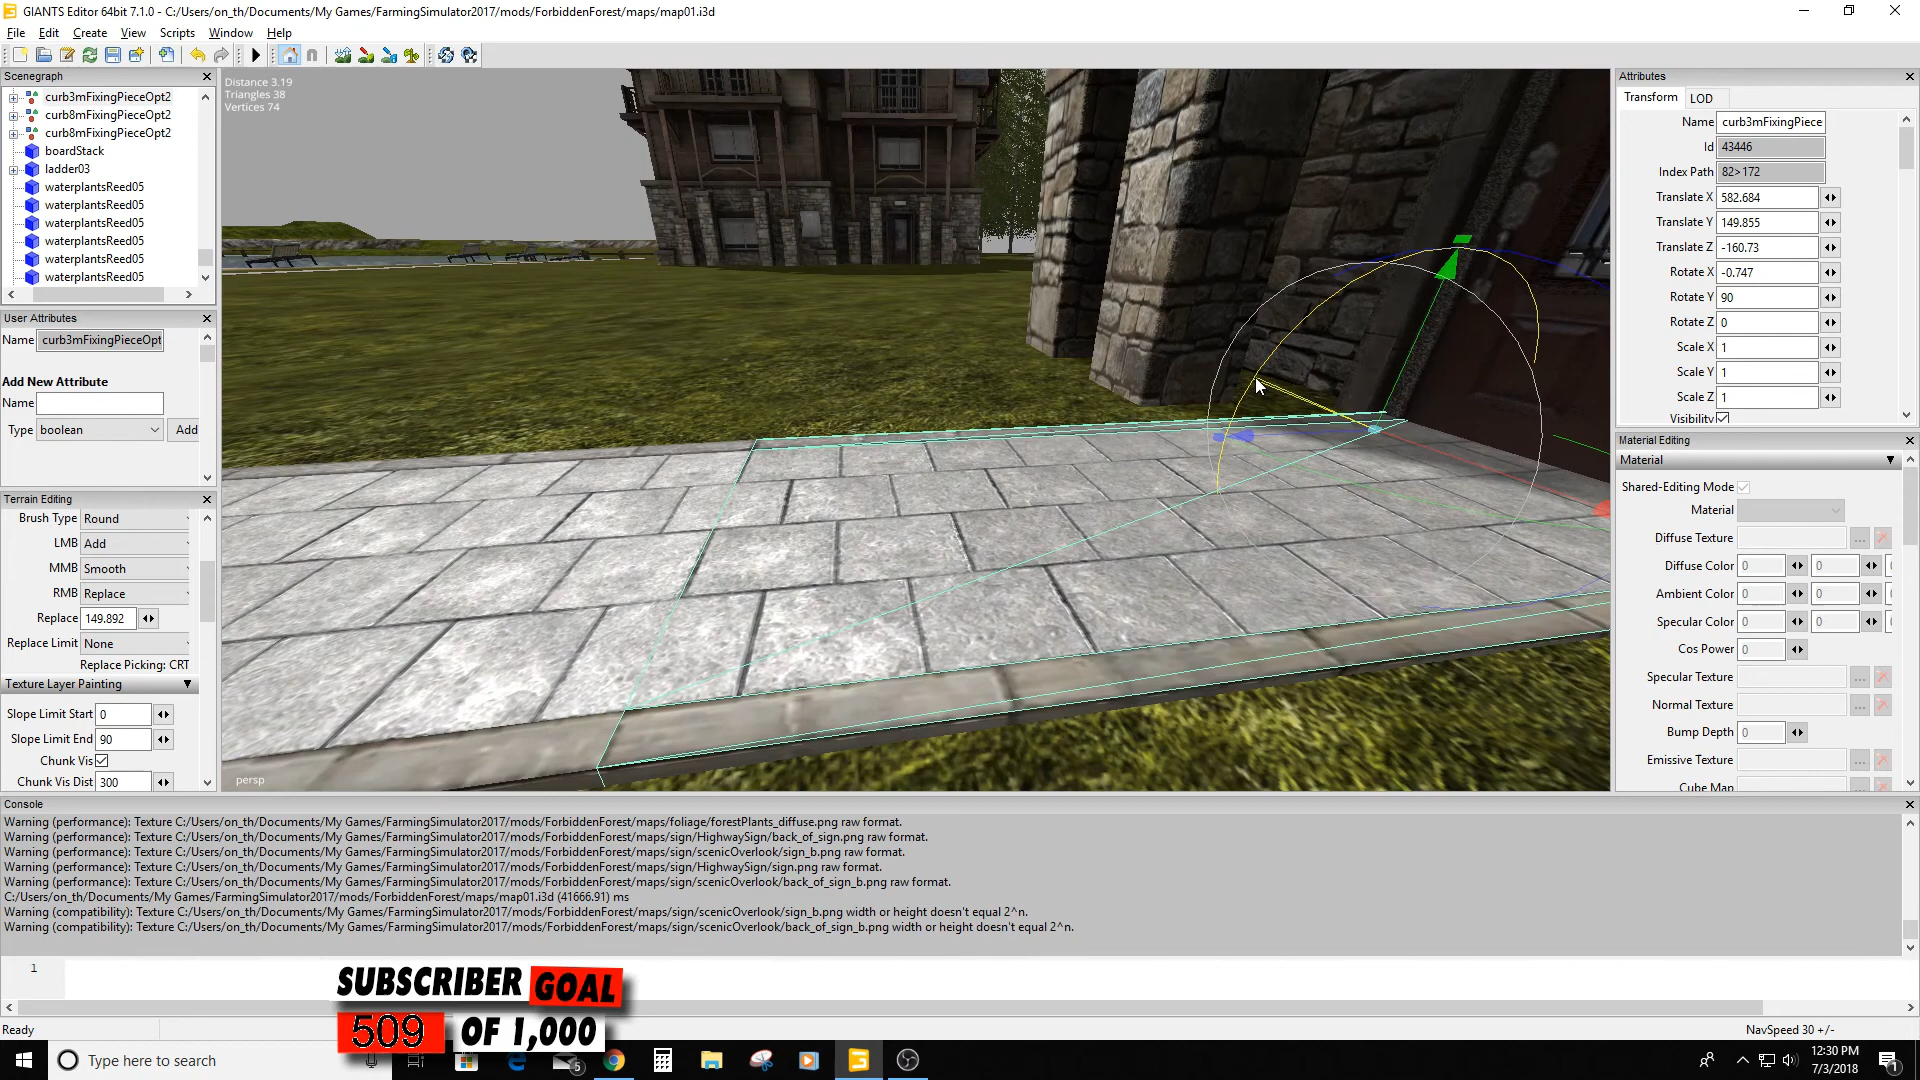 GIANTS Editor 64bit 7.1.0 - C:/Users/on_th/Documents/My Games/FarmingSimulator2017/mods/ForbiddenForest/maps/map01.i3d
File Edit Create View Scripts Window Help
Scenegraph
curb3mFixingPieceOpt2
curb8mFixingPieceOpt2
curb8mFixingPieceOpt2
boardStack
ladder03
waterplantsReed05
waterplantsReed05
waterplantsReed05
waterplantsReed05
waterplantsReed05
waterplantsReed05
User Attributes
Name curb3mFixingPieceOpt
Add New Attribute
Name
Type boolean Add
Terrain Editing
Brush Type Round
LMB Add
MMB Smooth
RMB Replace
Replace 149.892
Replace Limit None
Replace Picking: CRT
Texture Layer Painting
Slope Limit Start 0
Slope Limit End 90
Chunk Vis
Chunk Vis Dist 300
Distance 3.19
Triangles 38
Vertices 74
persp
Attributes
Transform LOD
Name curb3mFixingPiece
Id 43446
Index Path 82>172
Translate X 582.684
Translate Y 149.855
Translate Z -160.73
Rotate X -0.747
Rotate Y 90
Rotate Z 0
Scale X 1
Scale Y 1
Scale Z 1
Visibility
Material Editing
Material
Shared-Editing Mode
Material
Diffuse Texture ...
Diffuse Color 0 0
Ambient Color 0 0
Specular Color 0 0
Cos Power 0
Specular Texture ...
Normal Texture ...
Bump Depth 0
Emissive Texture ...
Cube Map
Console
Warning (performance): Texture C:/Users/on_th/Documents/My Games/FarmingSimulator2017/mods/ForbiddenForest/maps/foliage/forestPlants_diffuse.png raw format.
Warning (performance): Texture C:/Users/on_th/Documents/My Games/FarmingSimulator2017/mods/ForbiddenForest/maps/sign/HighwaySign/back_of_sign.png raw format.
Warning (performance): Texture C:/Users/on_th/Documents/My Games/FarmingSimulator2017/mods/ForbiddenForest/maps/sign/scenicOverlook/sign_b.png raw format.
Warning (performance): Texture C:/Users/on_th/Documents/My Games/FarmingSimulator2017/mods/ForbiddenForest/maps/sign/HighwaySign/sign.png raw format.
Warning (performance): Texture C:/Users/on_th/Documents/My Games/FarmingSimulator2017/mods/ForbiddenForest/maps/sign/scenicOverlook/back_of_sign_b.png raw format.
C:/Users/on_th/Documents/My Games/FarmingSimulator2017/mods/ForbiddenForest/maps/map01.i3d (41666.91) ms
Warning (compatibility): Texture C:/Users/on_th/Documents/My Games/FarmingSimulator2017/mods/ForbiddenForest/maps/sign/scenicOverlook/sign_b.png width or height doesn't equal 2^n.
Warning (compatibility): Texture C:/Users/on_th/Documents/My Games/FarmingSimulator2017/mods/ForbiddenForest/maps/sign/scenicOverlook/back_of_sign_b.png width or height doesn't equal 2^n.
1
SUBSCRIBER GOAL
509 OF 1,000
Ready
NavSpeed 30 +/-
Type here to search
5
12:30 PM
7/3/2018
1